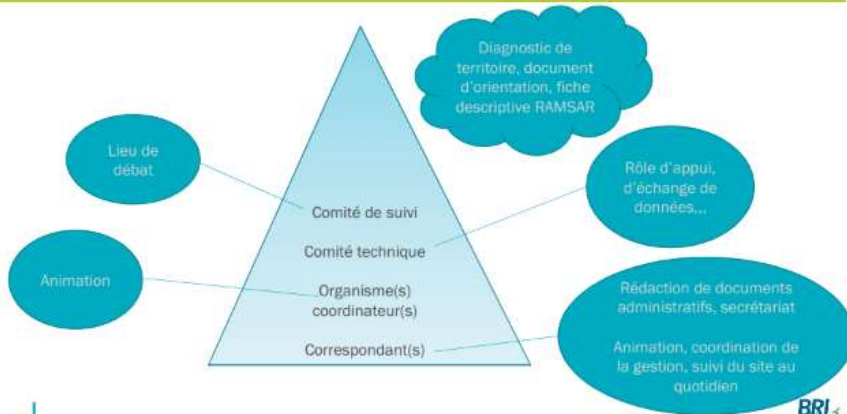 Diagnostic de
territoire, document
d'orientation, fiche
descriptive RAMSAR
Lieu de
débat
Rôle d'appui,
d'échange de
données,,,
Comité de suivi
Comité technique
Animation
Organisme(s)
coordinateur(s)
Correspondant(s)
Rédaction de documents
administratifs, secrétariat
Animation, coordination de
la gestion, suivi du site au
quotidien
BRL